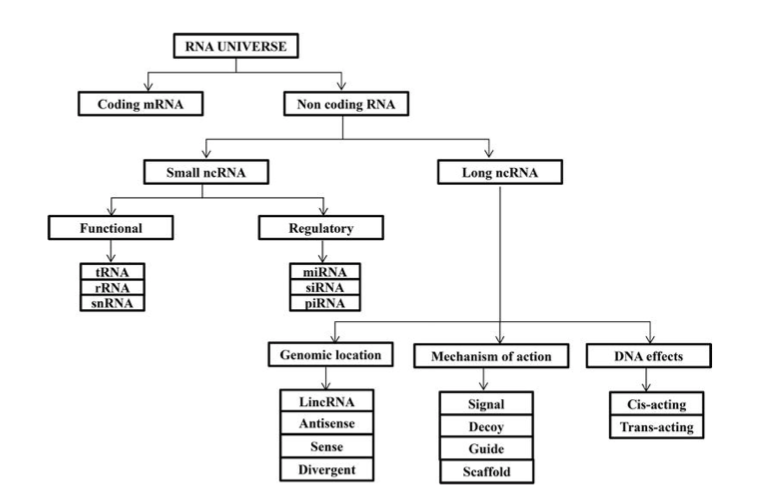 RNA UNIVERSE
Coding mRNA
Non coding RNA
Small ncRNA
Long ncRNA
Functional
Regulatory
tRNA
rRNA
snRNA
miRNA
siRNA
piRNA
Genomic location
Mechanism of action
DNA effects
LincRNA
Antisense
Sense
Divergent
Signal
Decoy
Guide
Scaffold
Cis-acting
Trans-acting